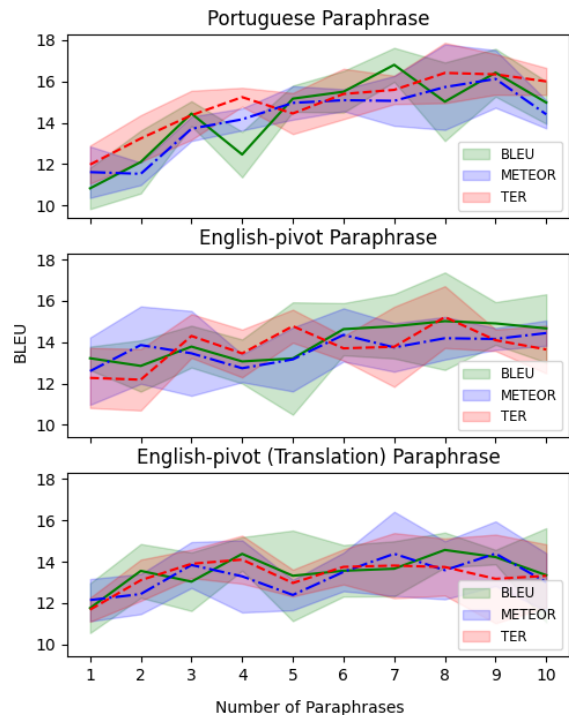 Portuguese Paraphrase
18
16
14
12
10
BLEU
METEOR
TER
English-pivot Paraphrase
18
16
14
12
10
BLEU
BLEU
METEOR
TER
English-pivot (Translation) Paraphrase
18
16
14
12
10
BLEU
METEOR
TER
1 2 3 4 5 6 7 8 9 10
Number of Paraphrases